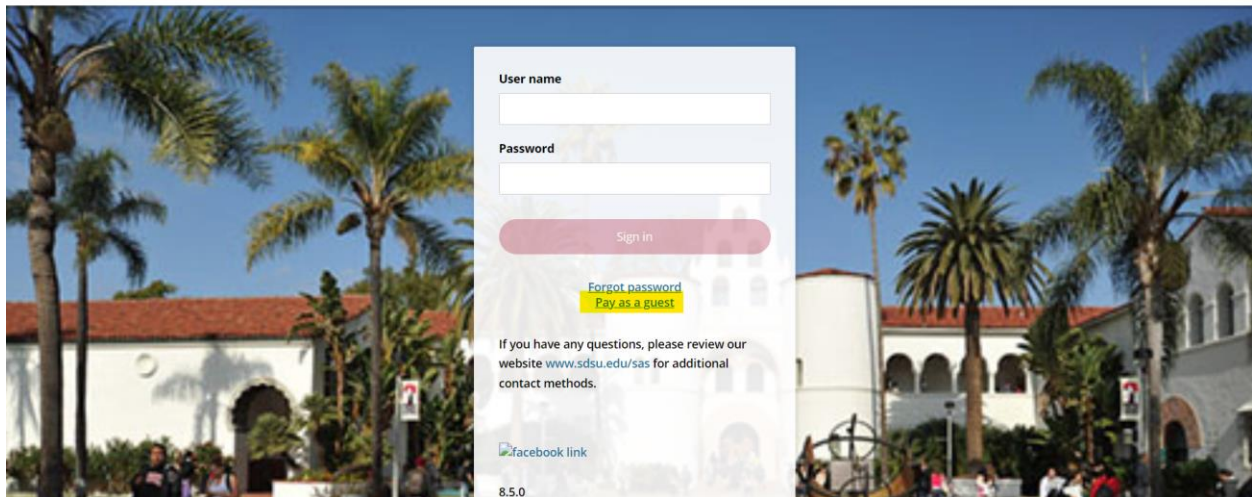 User name
Password
Sign in
Forgot password
Pay as a guest
If you have any questions, please review our
website www.sdsu.edu/sas for additional
contact methods.
facebook link
8.5.0